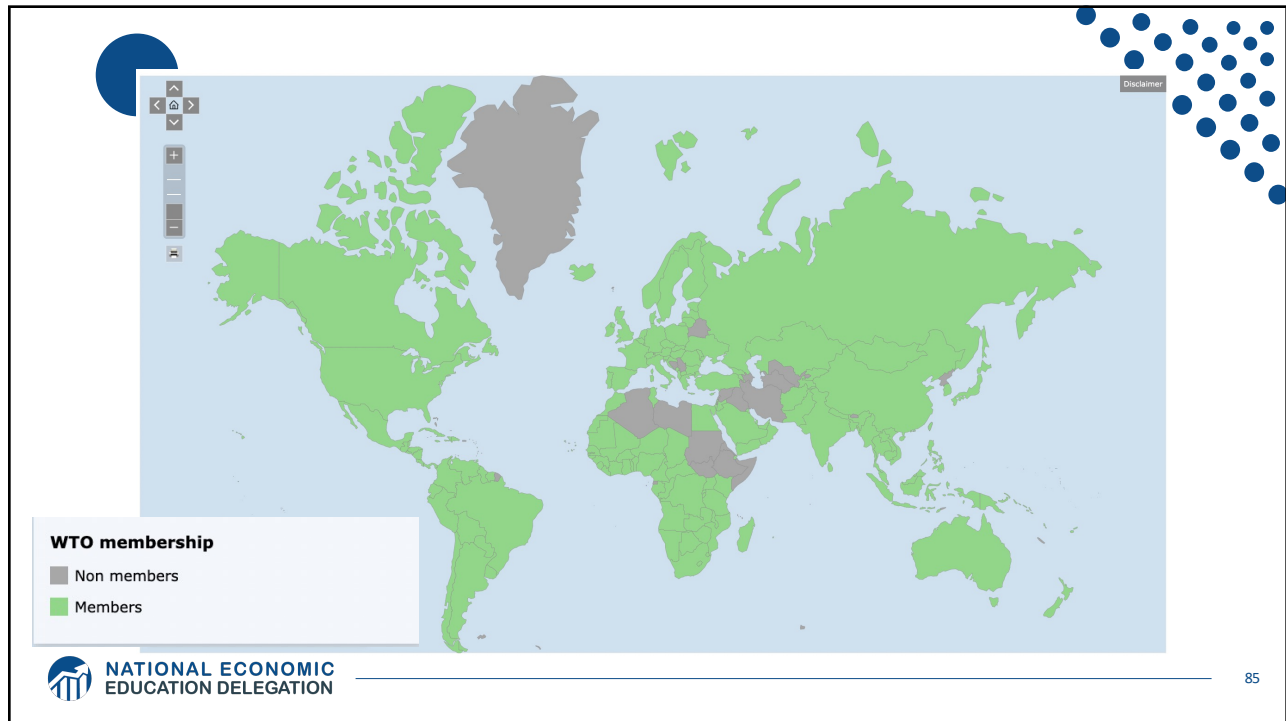 Disclaimer
WTO membership
Non members
Members
NATIONAL ECONOMIC
EDUCATION DELEGATION
85